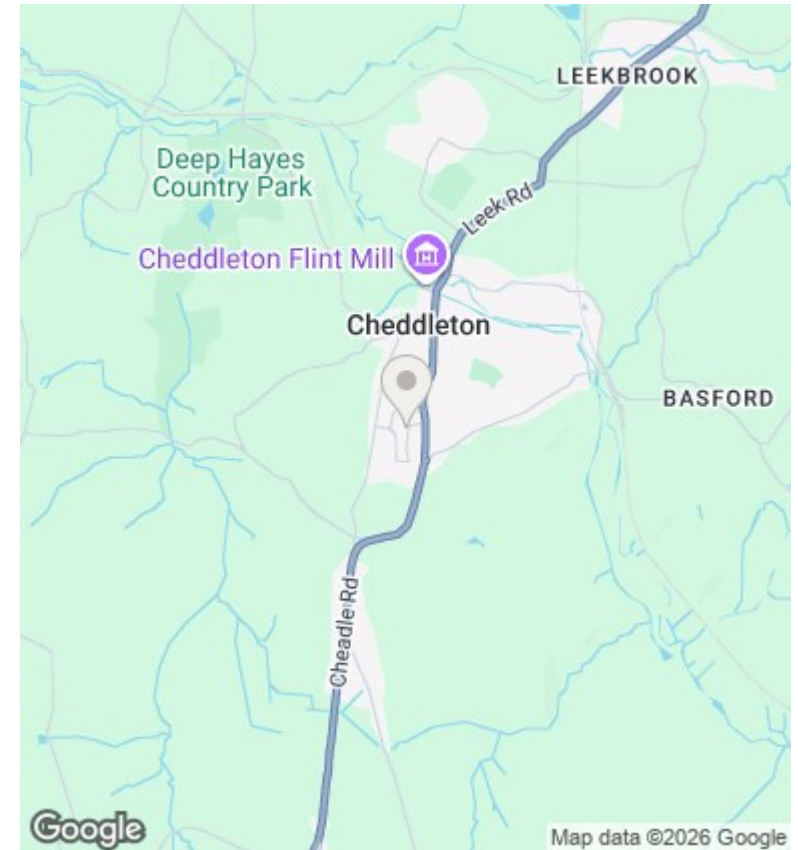 LEEKBROOK
Deep Hayes
Country Park
Leek Rd
Cheddleton Flint Mill
Cheddleton
BASFORD
Cheadle Rd
Google
Map data ©2026 Google